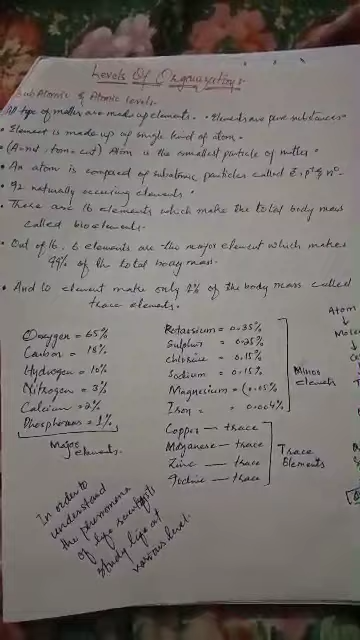 Levels Of Organization:
SubAtomic & Atomic levels.
All type of matter are made up elements. • Elements are pure substances
• Element is made up of single kind of atom.
• (A=not, tom=cut) Atom is the smallest particle of matter.
• An atom is composed of subatomic particles called e⁻, p⁺ & n⁰.
• 92 naturally occuring elements.
• There are 16 elements which make the total body mass
called bioelements.
• Out of 16, 6 elements are the major element which makes
99% of the total body mass.
• And 10 element make only 1% of the body mass called
trace elements.
Oxygen = 65%
Carbon = 18%
Hydrogen = 10%
Nitrogen = 3%
Calcium = 2%
Phosphorus = 1%
Major
elements.
Potassium = 0.35%
Sulphur = 0.25%
chlorine = 0.15%
Sodium = 0.15%
Magnesium = (0.05%
Iron = 0.004%
Minor
elements
Copper — trace
Maganese — trace
Zinc — trace
Iodine — trace
Trace
Elements
Atom
In order to
understand
the phenomena
of life scientists
study life at
various level.